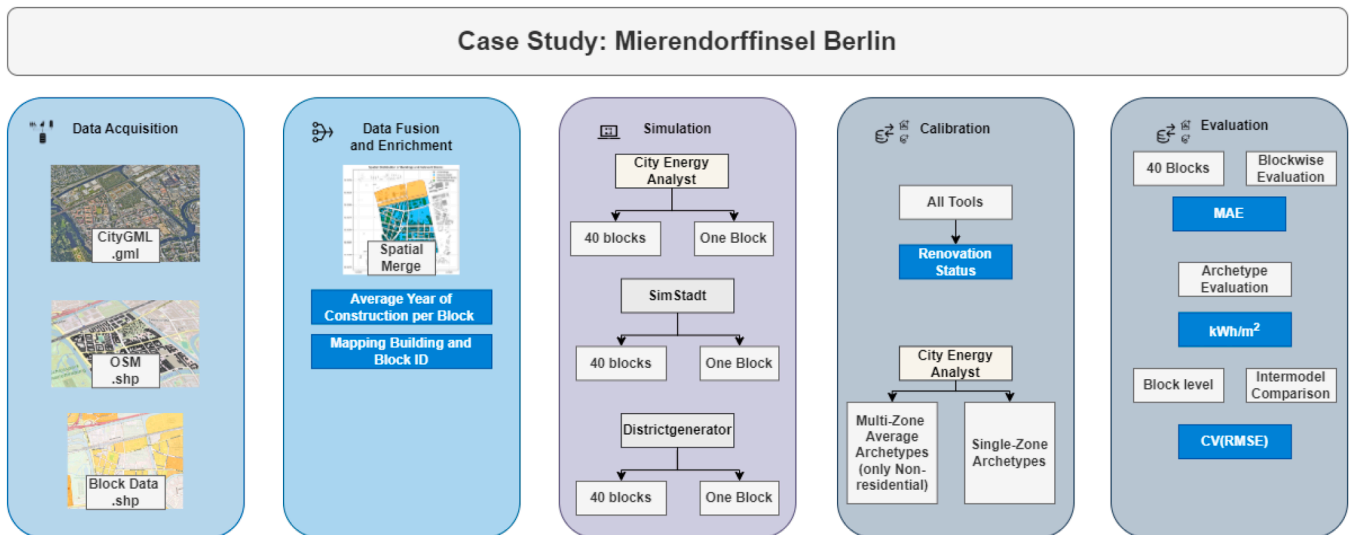 Case Study: Mierendorffinsel Berlin
Data Acquisition
CityGML
.gml
OSM
.shp
Block Data
.shp
Data Fusion
and Enrichment
Spatial
Merge
Average Year of
Construction per Block
Mapping Building and
Block ID
Simulation
City Energy
Analyst
40 blocks
One Block
SimStadt
40 blocks
One Block
Districtgenerator
40 blocks
One Block
Calibration
All Tools
Renovation
Status
City Energy
Analyst
Multi-Zone
Average
Archetypes
(only Non-
residential)
Single-Zone
Archetypes
Evaluation
40 Blocks
Blockwise
Evaluation
MAE
Archetype
Evaluation
kWh/m²
Block level
Intermodel
Comparison
CV(RMSE)